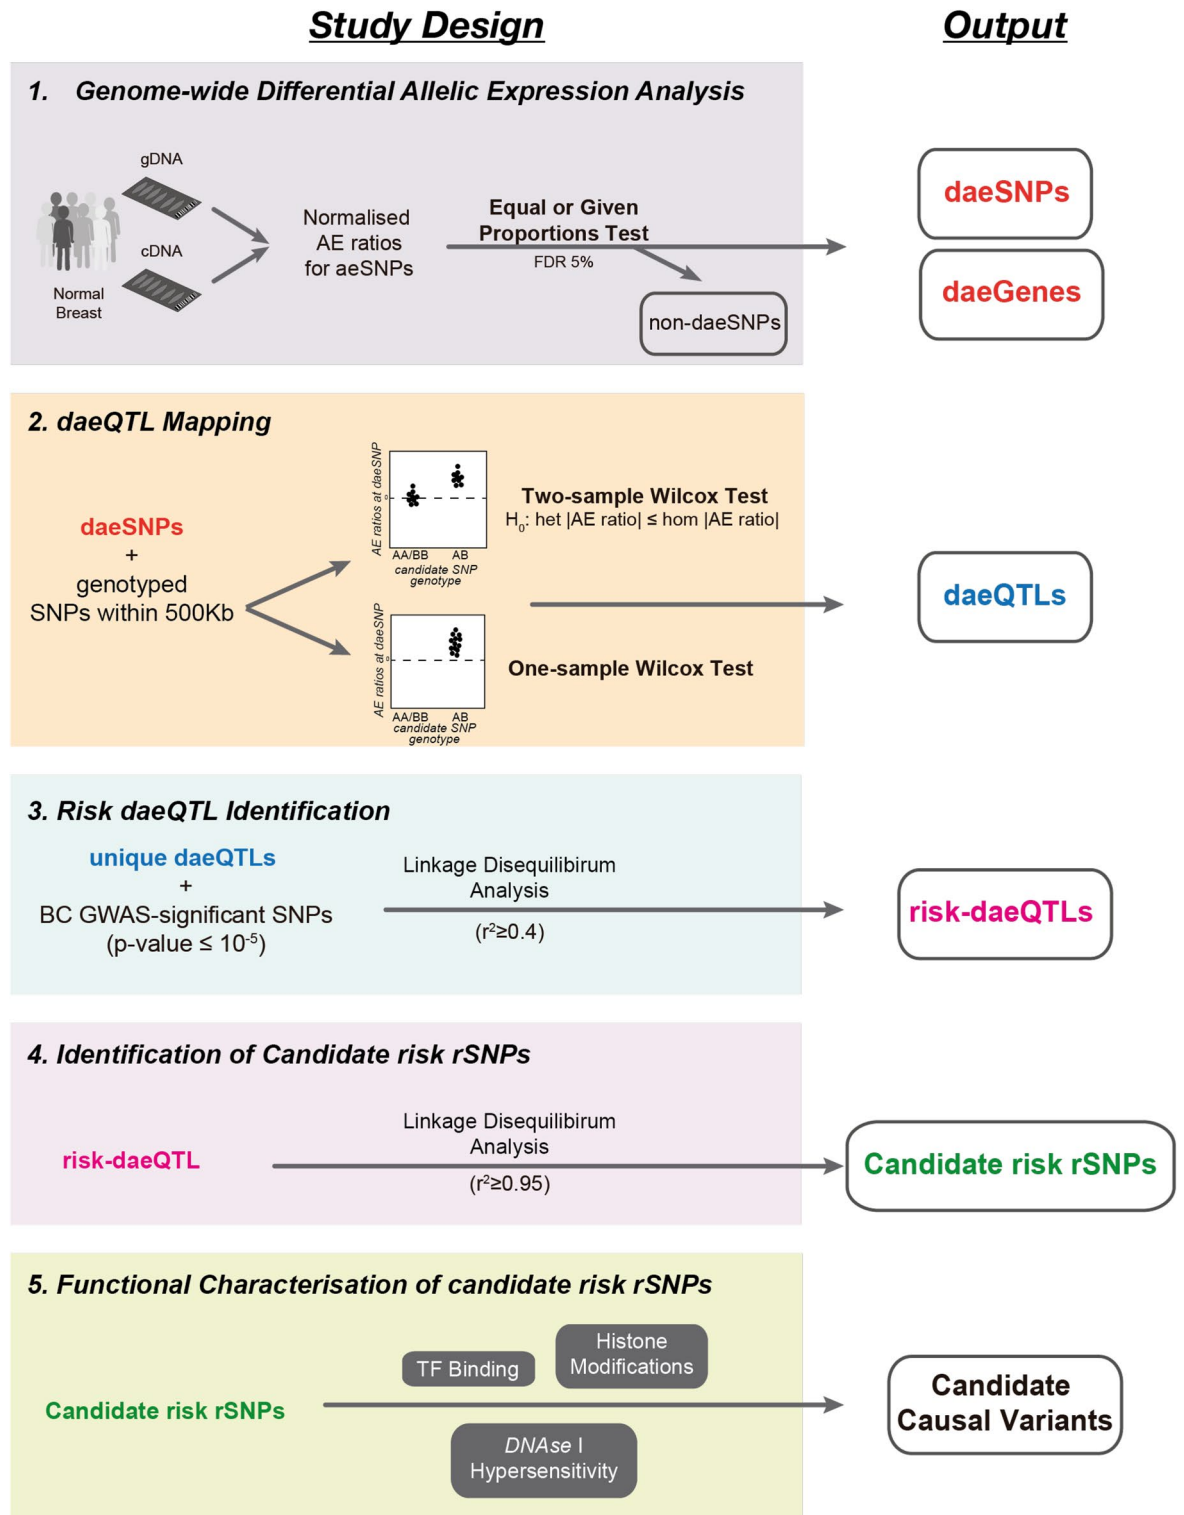 Study Design
Output
1. Genome-wide Differential Allelic Expression Analysis
gDNA
cDNA
Normal
Breast
Normalised
AE ratios
for aeSNPs
Equal or Given
Proportions Test
FDR 5%
non-daeSNPs
daeSNPs
daeGenes
2. daeQTL Mapping
daeSNPs
+
genotyped
SNPs within 500Kb
AE ratios at daeSNP
0
AA/BB AB
candidate SNP
genotype
Two-sample Wilcox Test
H₀: het |AE ratio| ≤ hom |AE ratio|
AE ratios at daeSNP
0
AA/BB AB
candidate SNP
genotype
One-sample Wilcox Test
daeQTLs
3. Risk daeQTL Identification
unique daeQTLs
+
BC GWAS-significant SNPs
(p-value ≤ 10⁻⁵)
Linkage Disequilibirum
Analysis
(r²≥0.4)
risk-daeQTLs
4. Identification of Candidate risk rSNPs
risk-daeQTL
Linkage Disequilibirum
Analysis
(r²≥0.95)
Candidate risk rSNPs
5. Functional Characterisation of candidate risk rSNPs
Candidate risk rSNPs
TF Binding
Histone
Modifications
DNAse I
Hypersensitivity
Candidate
Causal Variants